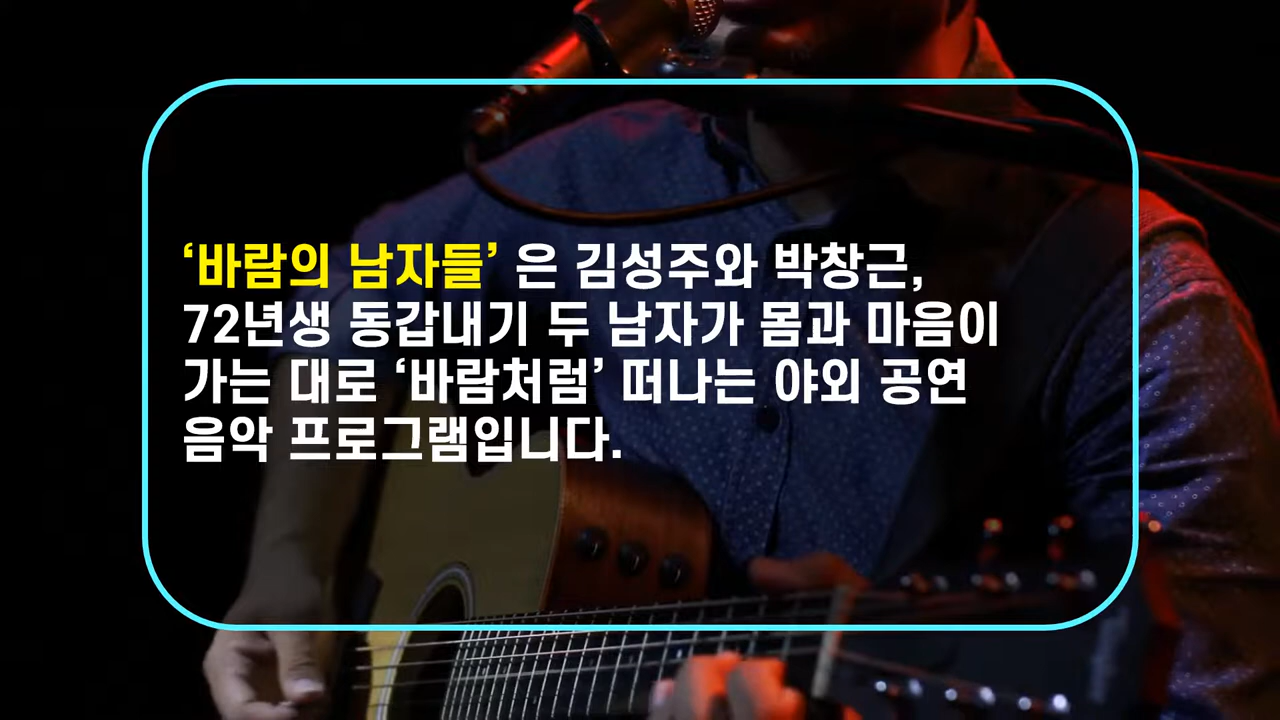 ‘바람의 남자들’ 은 김성주와 박창근,
72년생 동갑내기 두 남자가 몸과 마음이
가는 대로 ‘바람처럼’ 떠나는 야외 공연
음악 프로그램입니다.